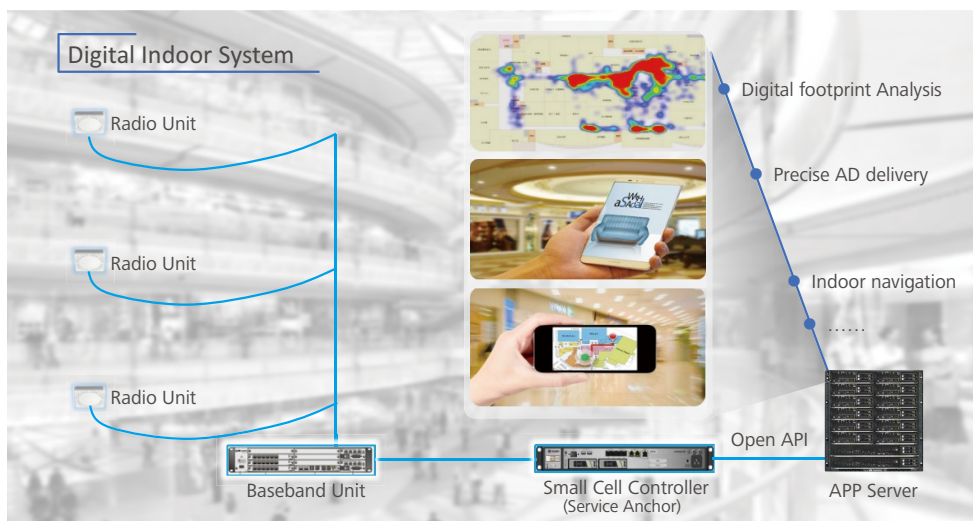 Digital Indoor System
Radio Unit
Radio Unit
Radio Unit
Baseband Unit
Small Cell Controller
(Service Anchor)
Open API
APP Server
Digital footprint Analysis
Precise AD delivery
Indoor navigation
......